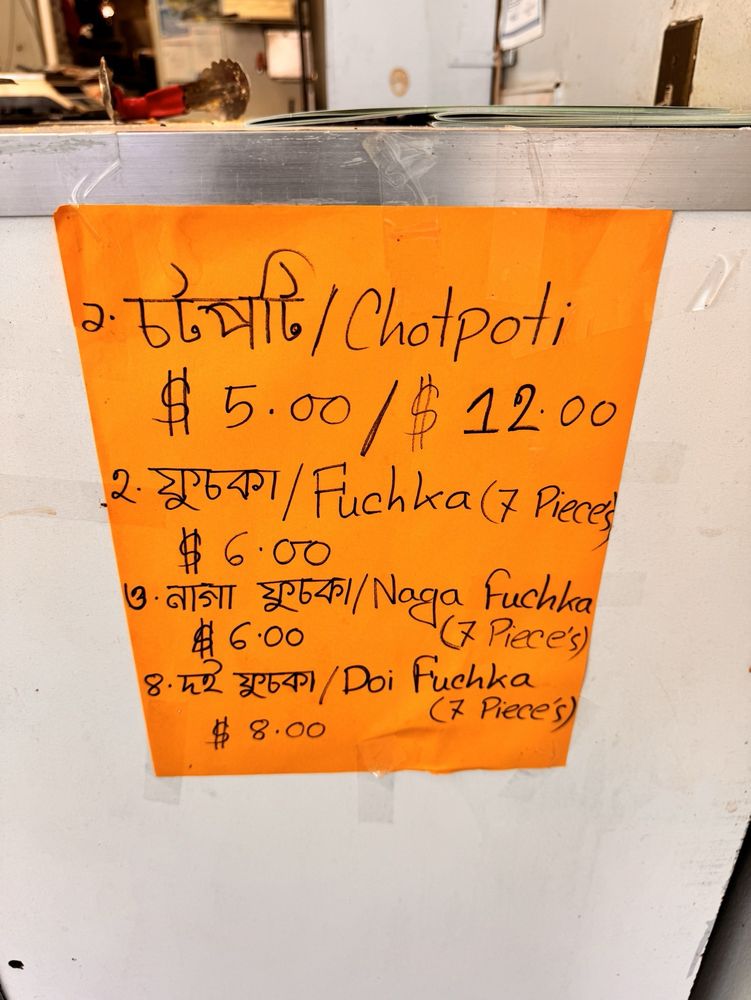 ১. চটপটি / Chotpoti
$ 5.00 / $ 12.00
২. ফুচকা / Fuchka (7 Piece's)
$ 6.00
৩. নাগা ফুচকা / Naga Fuchka
$ 6.00 (7 Piece's)
৪. দই ফুচকা / Doi Fuchka
(7 Piece's)
$ 8.00